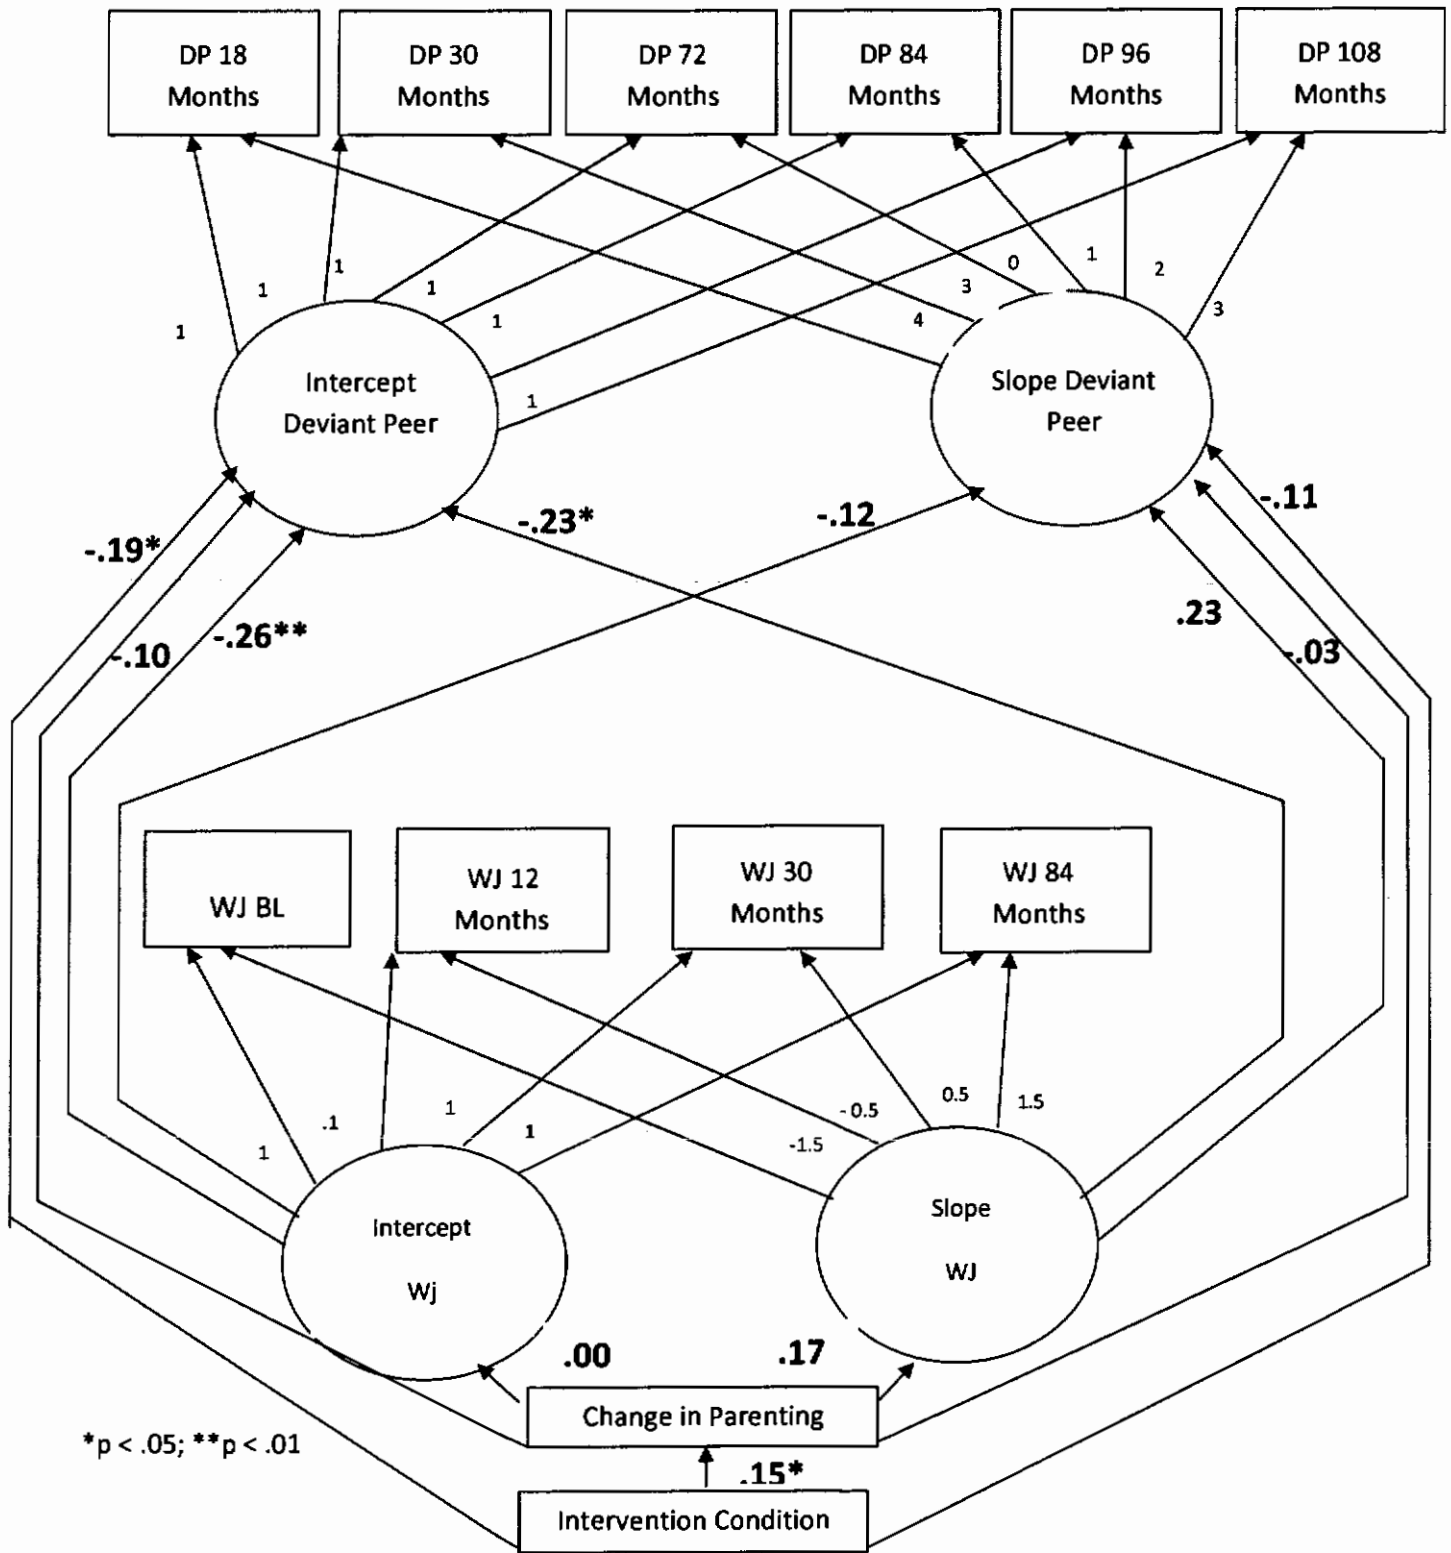 DP 18
Months
DP 30
Months
DP 72
Months
DP 84
Months
DP 96
Months
DP 108
Months
1
1
1
1
1
1
3
4
0
1
2
3
Intercept
Deviant Peer
Slope Deviant
Peer
-.19*
-.10
-.26**
-.23*
-.12
.23
-.03
-.11
WJ BL
WJ 12
Months
WJ 30
Months
WJ 84
Months
1
.1
1
1
-1.5
-0.5
0.5
1.5
Intercept
Wj
Slope
WJ
.00
.17
Change in Parenting
*p < .05; **p < .01
.15*
Intervention Condition